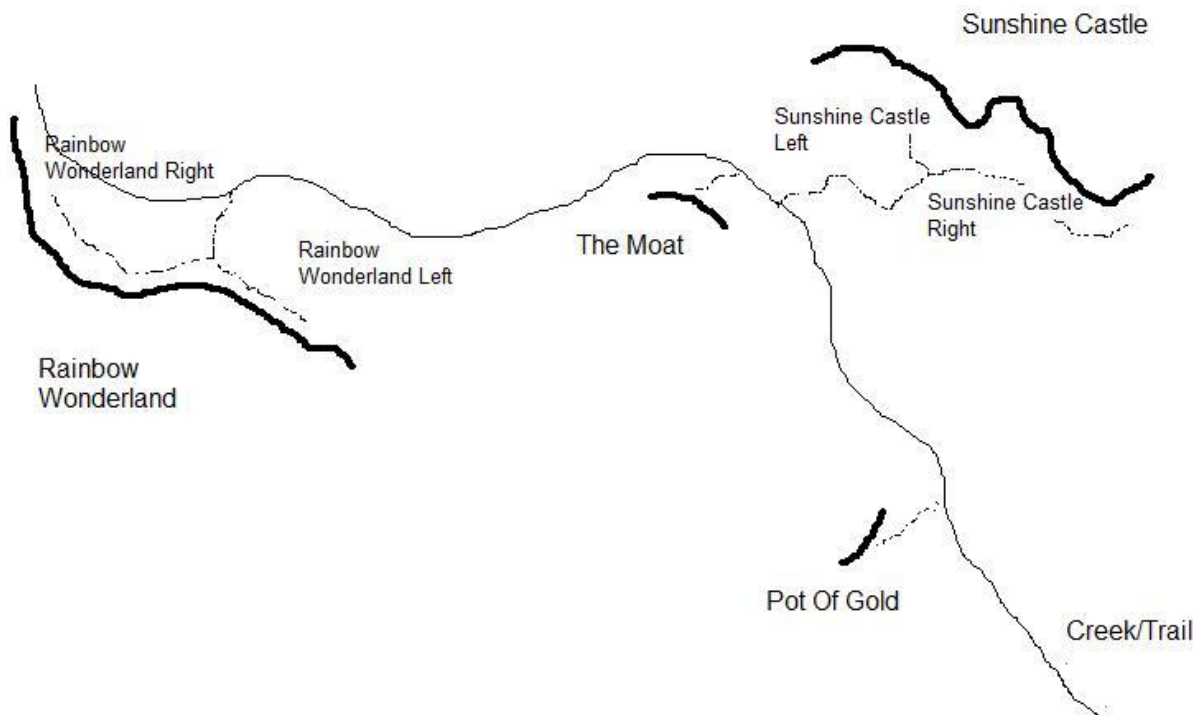 Sunshine Castle
Sunshine Castle
Left
Rainbow
Wonderland Right
Sunshine Castle
Right
The Moat
Rainbow
Wonderland Left
Rainbow
Wonderland
Pot Of Gold
Creek/Trail